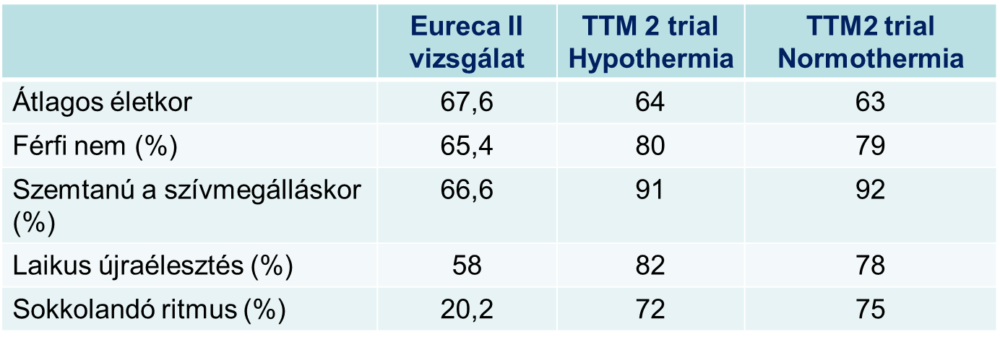 Eureca II vizsgálat TTM 2 trial Hypothermia TTM2 trial Normothermia
Átlagos életkor 67,6 64 63
Férfi nem (%) 65,4 80 79
Szemtanú a szívmegálláskor (%) 66,6 91 92
Laikus újraélesztés (%) 58 82 78
Sokkolandó ritmus (%) 20,2 72 75